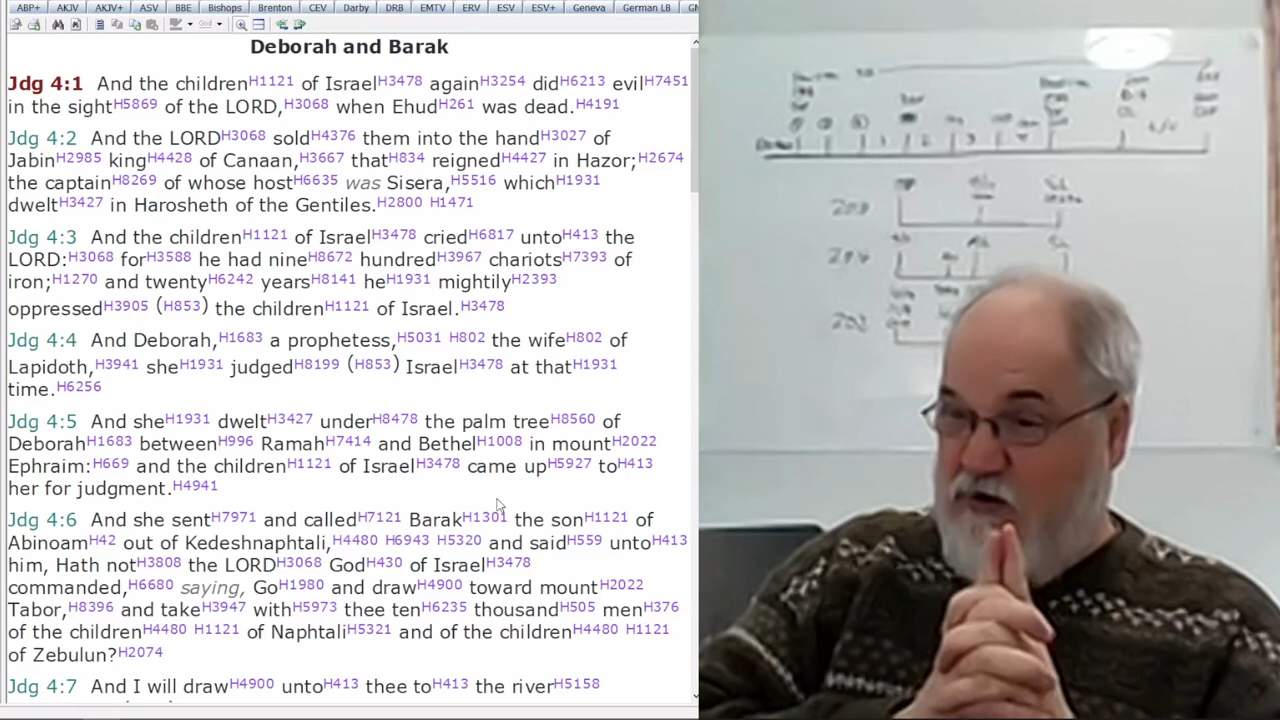 ABP+ AKJV AKJV+ ASV BBE Bishops Brenton CEV Darby DRB EMTV ERV ESV ESV+ Geneva German LB
Deborah and Barak
Jdg 4:1 And the childrenH1121 of IsraelH3478 againH3254 didH6213 evilH7451
in the sightH5869 of the LORD,H3068 when EhudH261 was dead.H4191
Jdg 4:2 And the LORDH3068 soldH4376 them into the handH3027 of
JabinH2985 kingH4428 of Canaan,H3667 thatH834 reignedH4427 in Hazor;H2674
the captainH8269 of whose hostH6635 was Sisera,H5516 whichH1931
dweltH3427 in Harosheth of the Gentiles.H2800 H1471
Jdg 4:3 And the childrenH1121 of IsraelH3478 criedH6817 untoH413 the
LORD:H3068 forH3588 he had nineH8672 hundredH3967 chariotsH7393 of
iron;H1270 and twentyH6242 yearsH8141 heH1931 mightilyH2393
oppressedH3905 (H853) the childrenH1121 of Israel.H3478
Jdg 4:4 And Deborah,H1683 a prophetess,H5031 H802 the wifeH802 of
Lapidoth,H3941 sheH1931 judgedH8199 (H853) IsraelH3478 at thatH1931
time.H6256
Jdg 4:5 And sheH1931 dweltH3427 underH8478 the palm treeH8560 of
DeborahH1683 betweenH996 RamahH7414 and BethelH1008 in mountH2022
Ephraim:H669 and the childrenH1121 of IsraelH3478 came upH5927 toH413
her for judgment.H4941
Jdg 4:6 And she sentH7971 and calledH7121 BarakH1301 the sonH1121 of
AbinoamH42 out of Kedeshnaphtali,H4480 H6943 H5320 and saidH559 untoH413
him, Hath notH3808 the LORDH3068 GodH430 of IsraelH3478
commanded,H6680 saying, GoH1980 and drawH4900 toward mountH2022
Tabor,H8396 and takeH3947 withH5973 thee tenH6235 thousandH505 menH376
of the childrenH4480 H1121 of NaphtaliH5321 and of the childrenH4480 H1121
of Zebulun?H2074
Jdg 4:7 And I will drawH4900 untoH413 thee toH413 the riverH5158